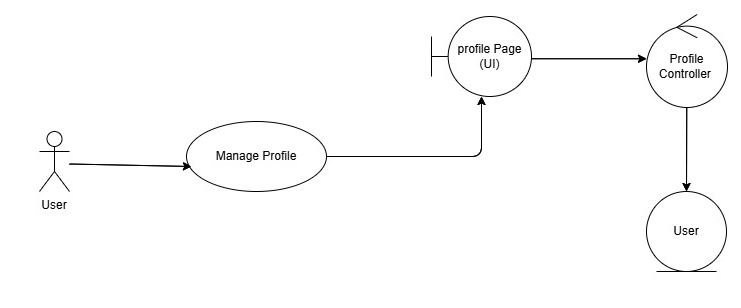 profile Page
(UI)
Profile
Controller
Manage Profile
User
User